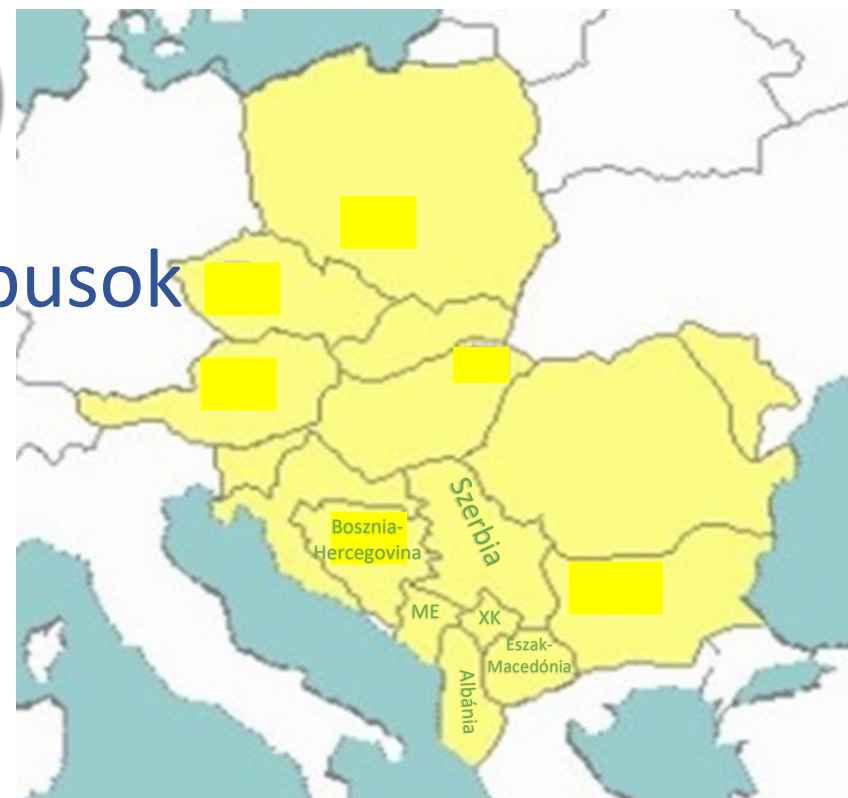 pusok
Szerbia
Bosznia-
Hercegovina
ME
XK
Észak-
Macedónia
Albánia